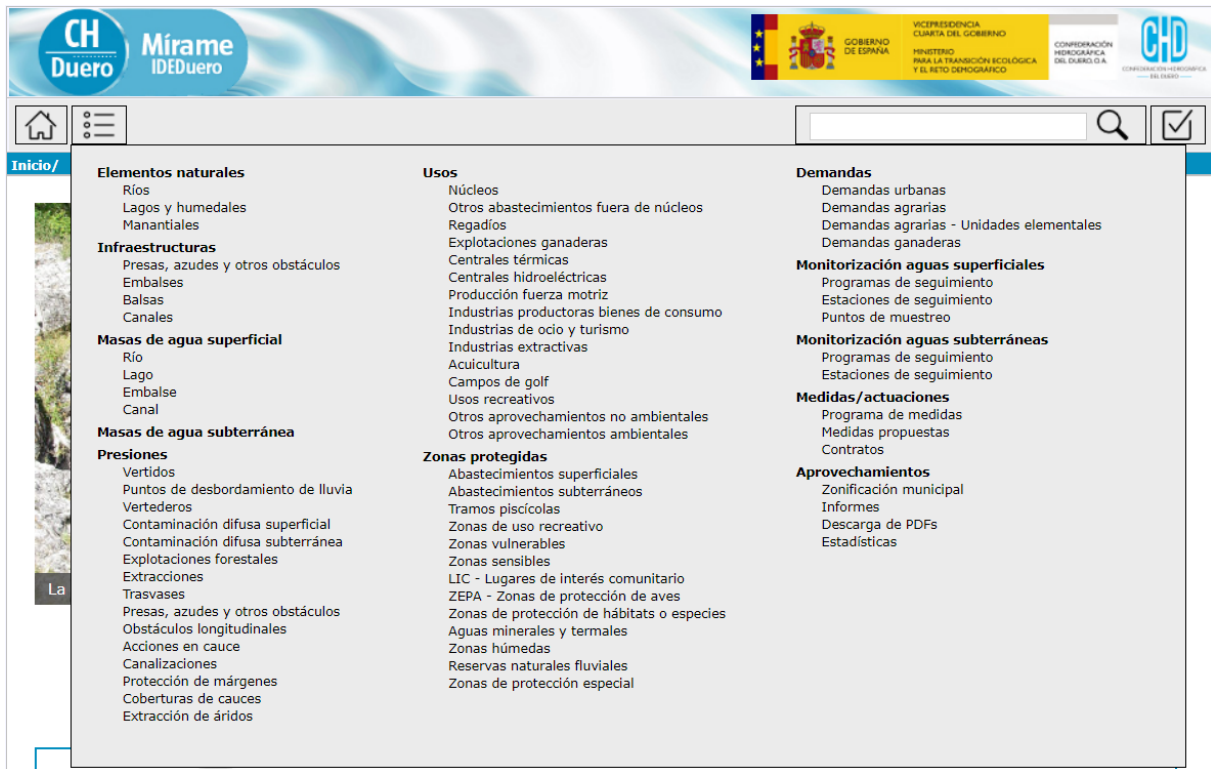 CH
Duero
Mírame
IDEDuero
GOBIERNO
DE ESPAÑA
VICEPRESIDENCIA
CUARTA DEL GOBIERNO
MINISTERIO
PARA LA TRANSICIÓN ECOLÓGICA
Y EL RETO DEMOGRÁFICO
CONFEDERACIÓN
HIDROGRÁFICA
DEL DUERO, O.A.
CHD
CONFEDERACIÓN HIDROGRÁFICA
DEL DUERO
Inicio/
Elementos naturales
Ríos
Lagos y humedales
Manantiales
Infraestructuras
Presas, azudes y otros obstáculos
Embalses
Balsas
Canales
Masas de agua superficial
Río
Lago
Embalse
Canal
Masas de agua subterránea
Presiones
Vertidos
Puntos de desbordamiento de lluvia
Vertederos
Contaminación difusa superficial
Contaminación difusa subterránea
Explotaciones forestales
Extracciones
Trasvases
Presas, azudes y otros obstáculos
Obstáculos longitudinales
Acciones en cauce
Canalizaciones
Protección de márgenes
Coberturas de cauces
Extracción de áridos
Usos
Núcleos
Otros abastecimientos fuera de núcleos
Regadíos
Explotaciones ganaderas
Centrales térmicas
Centrales hidroeléctricas
Producción fuerza motriz
Industrias productoras bienes de consumo
Industrias de ocio y turismo
Industrias extractivas
Acuicultura
Campos de golf
Usos recreativos
Otros aprovechamientos no ambientales
Otros aprovechamientos ambientales
Zonas protegidas
Abastecimientos superficiales
Abastecimientos subterráneos
Tramos piscícolas
Zonas de uso recreativo
Zonas vulnerables
Zonas sensibles
LIC - Lugares de interés comunitario
ZEPA - Zonas de protección de aves
Zonas de protección de hábitats o especies
Aguas minerales y termales
Zonas húmedas
Reservas naturales fluviales
Zonas de protección especial
Demandas
Demandas urbanas
Demandas agrarias
Demandas agrarias - Unidades elementales
Demandas ganaderas
Monitorización aguas superficiales
Programas de seguimiento
Estaciones de seguimiento
Puntos de muestreo
Monitorización aguas subterráneas
Programas de seguimiento
Estaciones de seguimiento
Medidas/actuaciones
Programa de medidas
Medidas propuestas
Contratos
Aprovechamientos
Zonificación municipal
Informes
Descarga de PDFs
Estadísticas
La